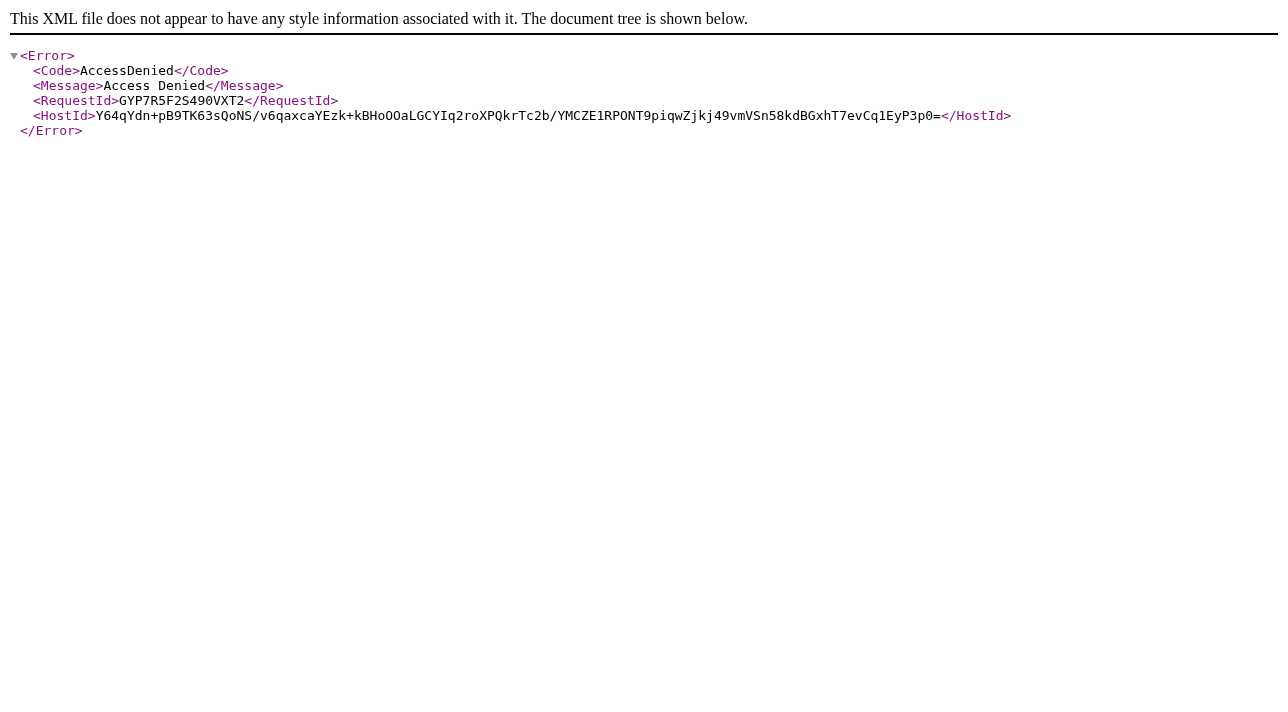 This XML file does not appear to have any style information associated with it. The document tree is shown below.
<Error>
<Code>AccessDenied</Code>
<Message>Access Denied</Message>
<RequestId>GYP7R5F2S490VXT2</RequestId>
<HostId>Y64qYdn+pB9TK63sQoNS/v6qaxcaYEzk+kBHoOOaLGCYIq2roXPQkrTc2b/YMCZE1RPONT9piqwZjkj49vmVSn58kdBGxhT7evCq1EyP3p0=</HostId>
</Error>